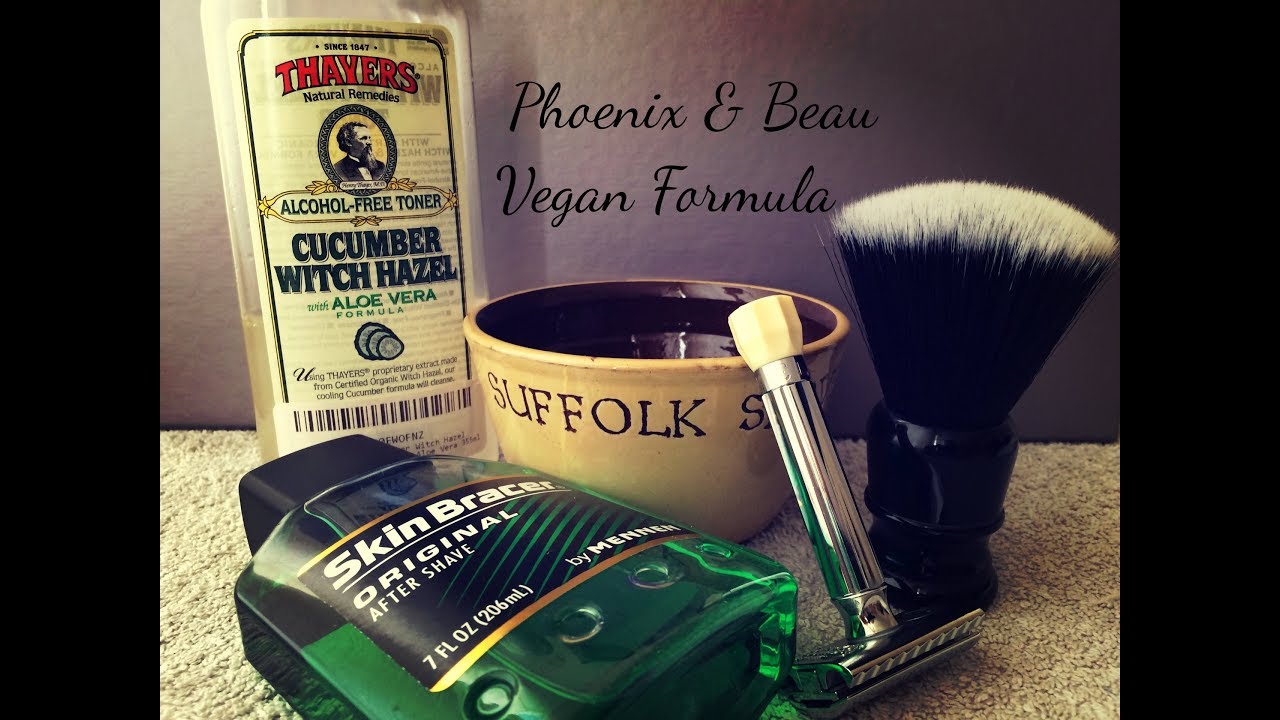 SINCE 1847
THAYERS
Natural Remedies
Henry Thayer, M.D.
ALCOHOL-FREE TONER
CUCUMBER
WITCH HAZEL
with ALOE VERA
FORMULA
Using THAYERS® proprietary extract made
from Certified Organic Witch Hazel, our
cooling Cucumber formula will cleanse,
Phoenix & Beau
Vegan Formula
SUFFOLK
Skin Bracer
ORIGINAL
AFTER SHAVE
by MENNEN
7 FL OZ (206mL)